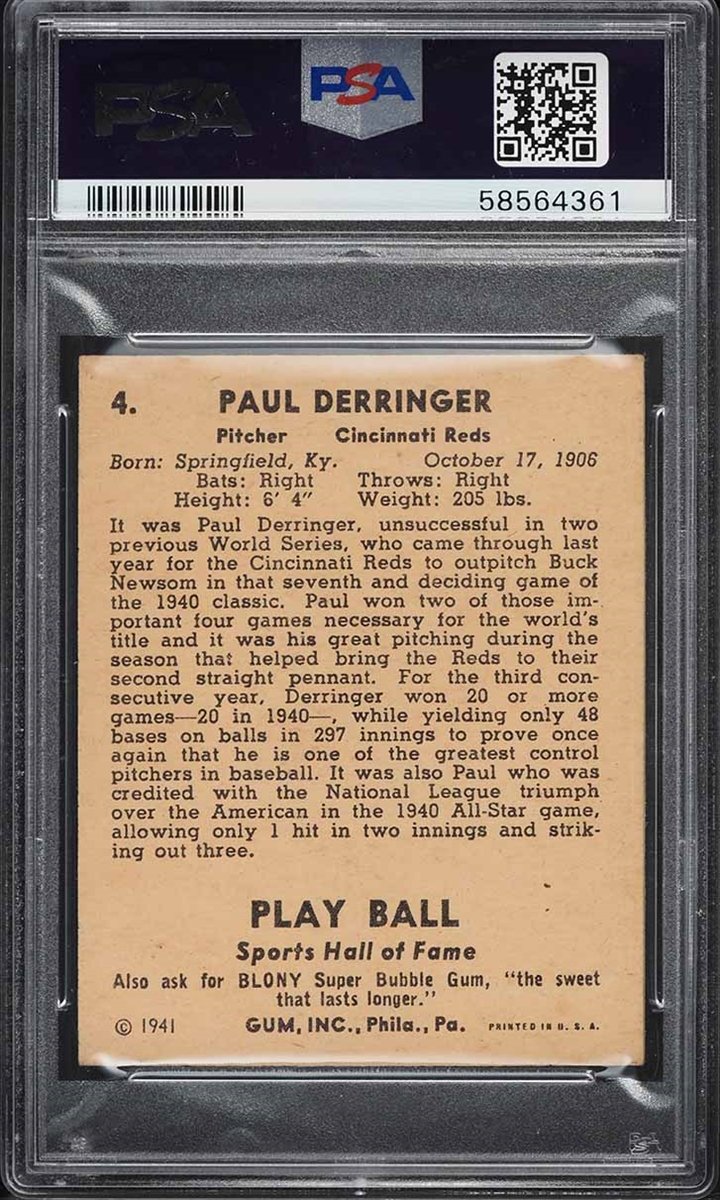 PSA
PSA
58564361
4. PAUL DERRINGER
Pitcher Cincinnati Reds
Born: Springfield, Ky. October 17, 1906
Bats: Right Throws: Right
Height: 6' 4" Weight: 205 lbs.
It was Paul Derringer, unsuccessful in two
previous World Series, who came through last
year for the Cincinnati Reds to outpitch Buck
Newsom in that seventh and deciding game of
the 1940 classic. Paul won two of those im-
portant four games necessary for the world's
title and it was his great pitching during the
season that helped bring the Reds to their
second straight pennant. For the third con-
secutive year, Derringer won 20 or more
games—20 in 1940—, while yielding only 48
bases on balls in 297 innings to prove once
again that he is one of the greatest control
pitchers in baseball. It was also Paul who was
credited with the National League triumph
over the American in the 1940 All-Star game,
allowing only 1 hit in two innings and strik-
ing out three.
PLAY BALL
Sports Hall of Fame
Also ask for BLONY Super Bubble Gum, "the sweet
that lasts longer."
© 1941 GUM, INC., Phila., Pa. PRINTED IN U. S. A.
PSA